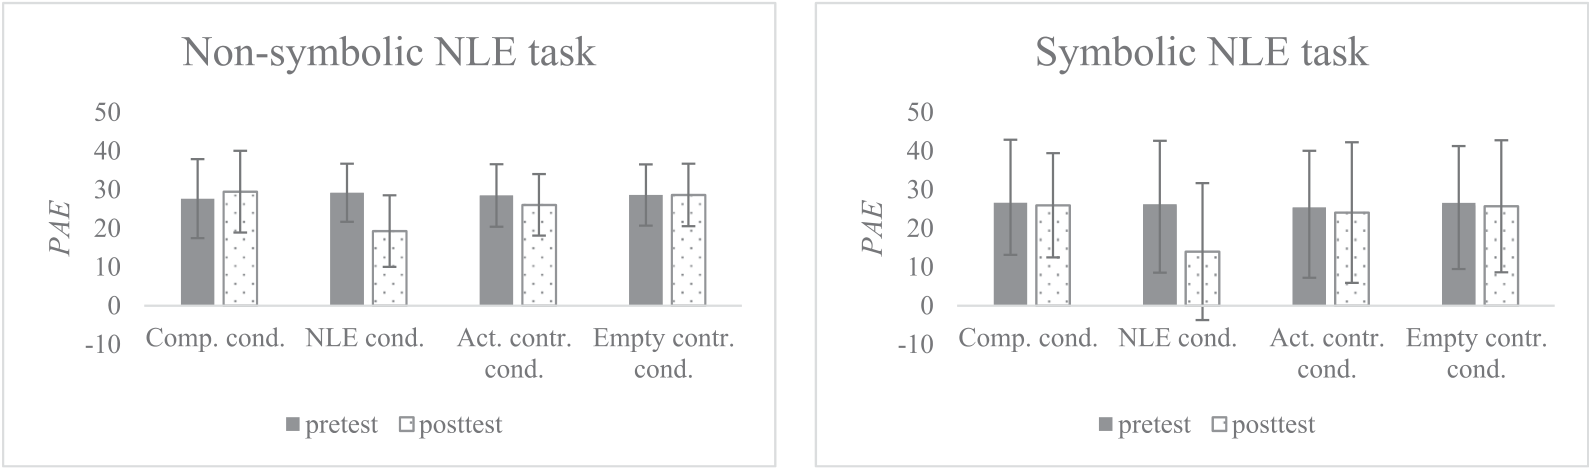 Non-symbolic NLE task
50
40
30
20
10
0
-10
PAE
Comp. cond.
NLE cond.
Act. contr. cond.
Empty contr. cond.
pretest
posttest
Symbolic NLE task
50
40
30
20
10
0
-10
PAE
Comp. cond.
NLE cond.
Act. contr. cond.
Empty contr. cond.
pretest
posttest